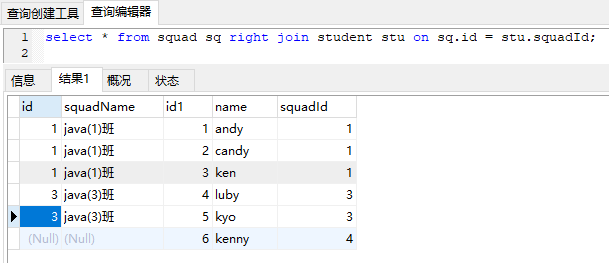 查询创建工具 查询编辑器
1 select * from squad sq right join student stu on sq.id = stu.squadId;
2
信息 结果1 概况 状态
id squadName id1 name squadId
1 java(1)班 1 andy 1
1 java(1)班 2 candy 1
1 java(1)班 3 ken 1
3 java(3)班 4 luby 3
3 java(3)班 5 kyo 3
(Null) (Null) 6 kenny 4